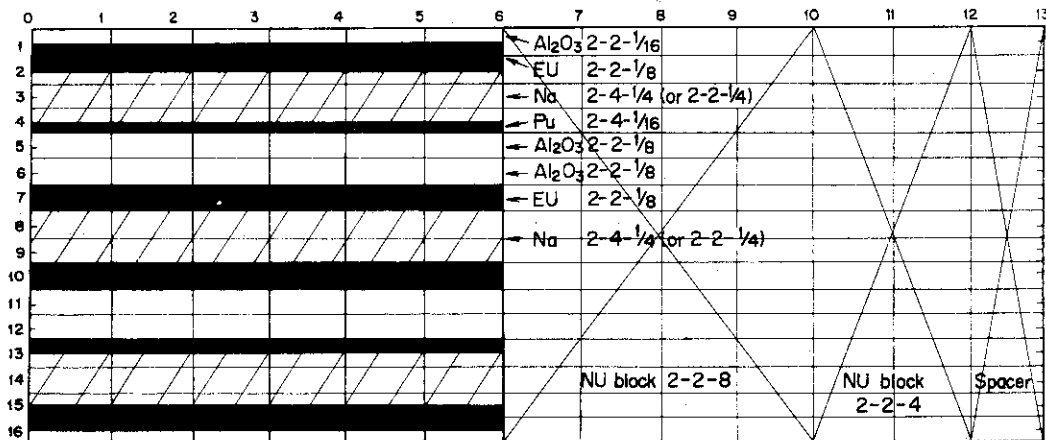 0 1 2 3 4 5 6 7 8 9 10 11 12 13
1
Al₂O₃ 2-2-1/16
EU 2-2-1/8
2
3
Na 2-4-1/4 (or 2-2-1/4)
4
Pu 2-4-1/16
5
Al₂O₃ 2-2-1/8
6
Al₂O₃ 2-2-1/8
7
EU 2-2-1/8
8
Na 2-4-1/4 (or 2-2-1/4)
9
10
11
12
13
14
NU block 2-2-8
NU block
2-2-4
Spacer
15
16